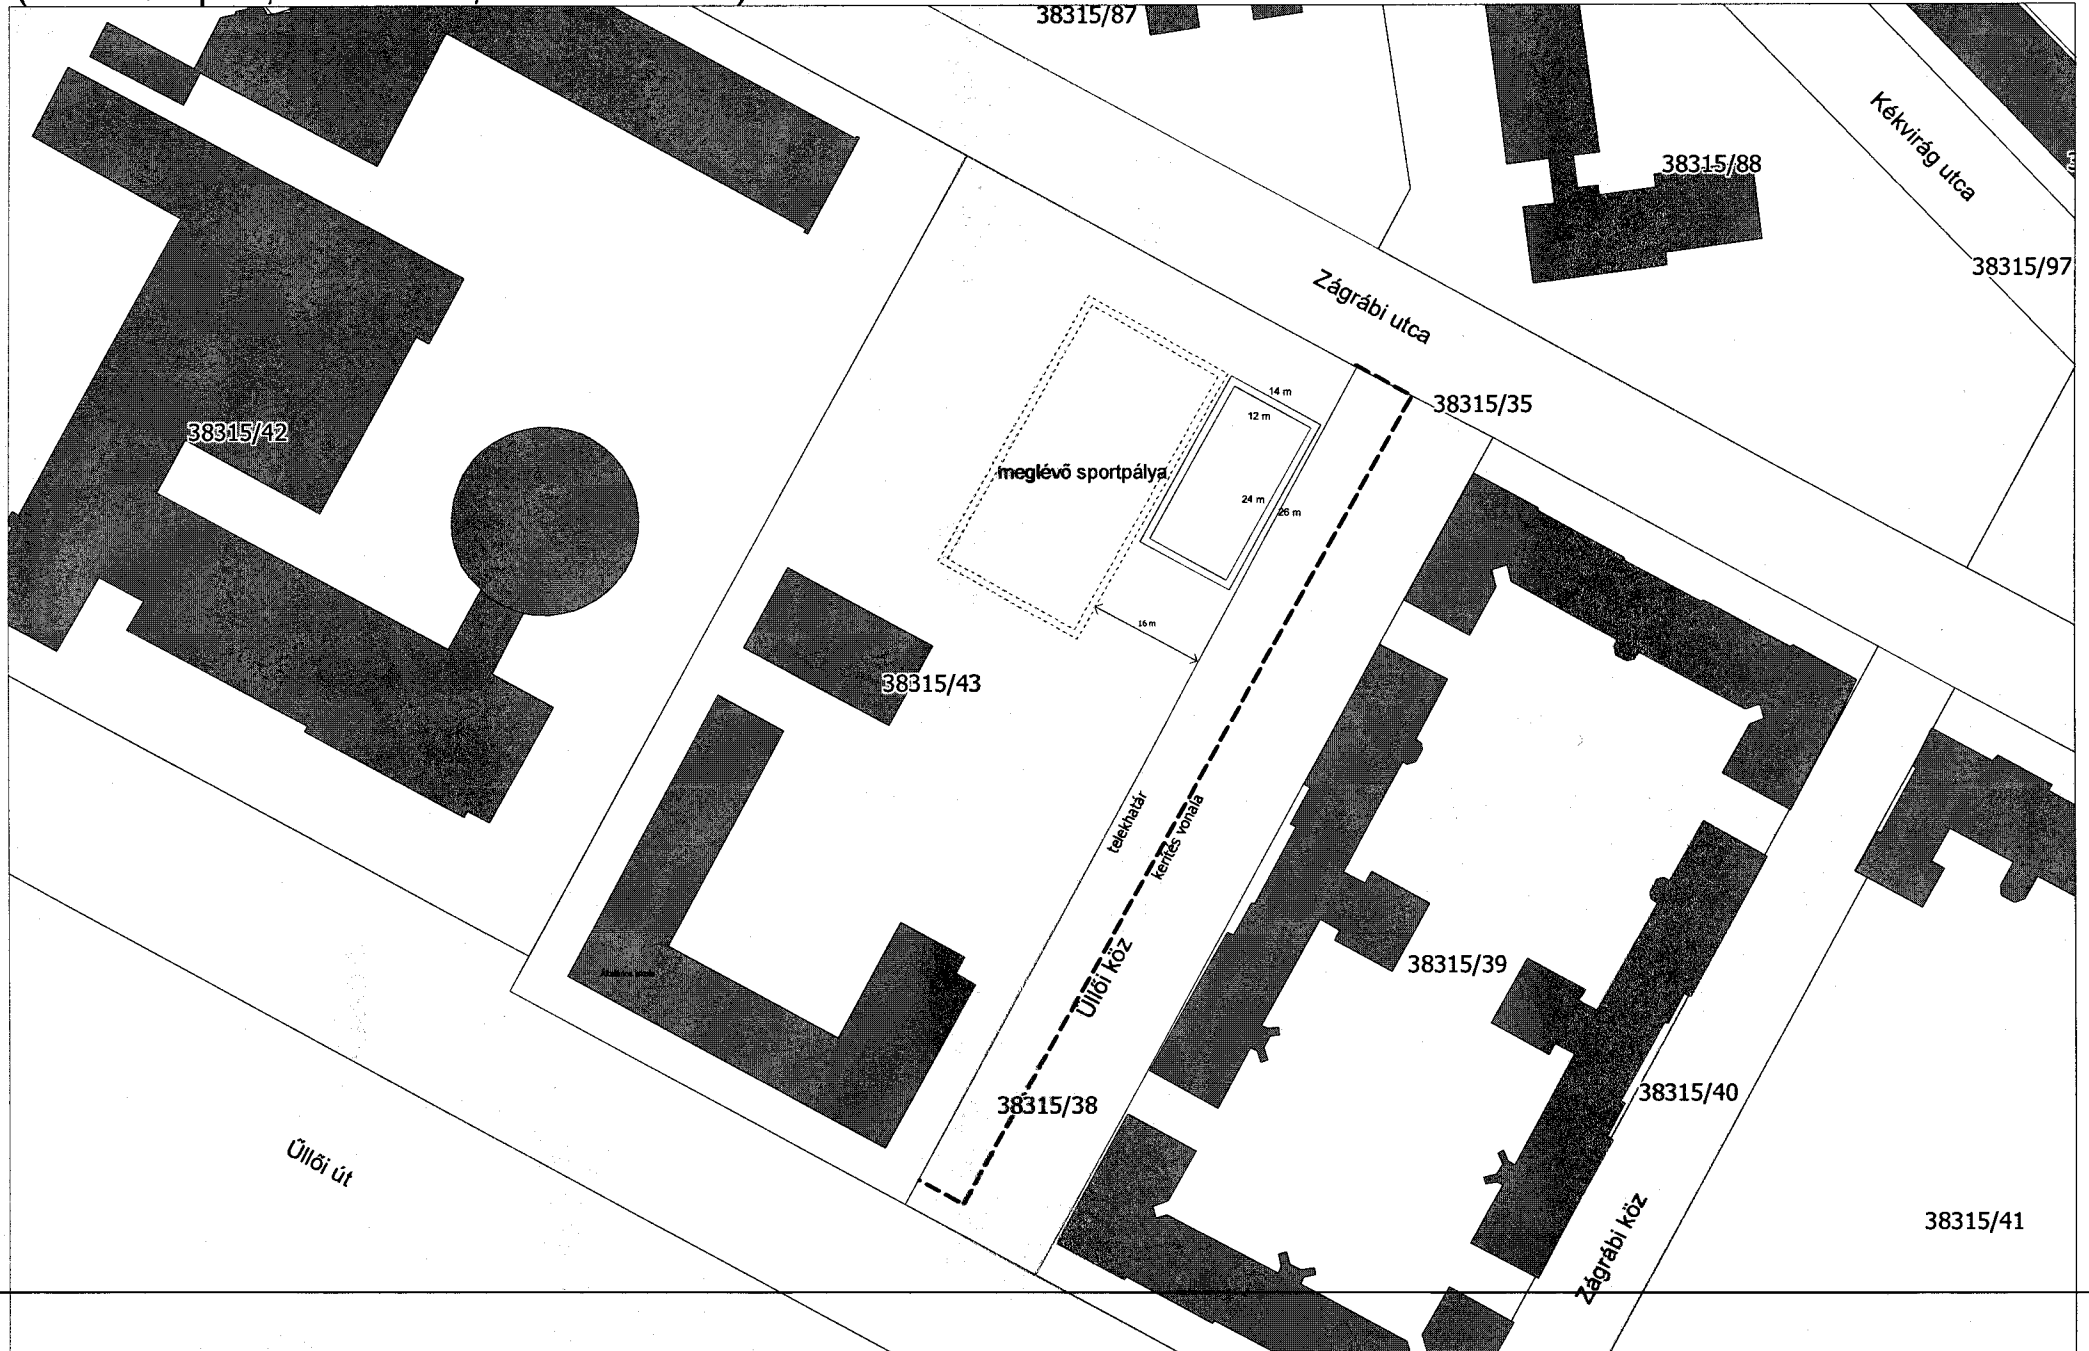 38315/87
Kékvirág utca
38315/88
38315/97
Zágrábi utca
38315/35
14 m
12 m
38315/42
meglévő sportpálya
24 m
26 m
16 m
38315/43
telekhatár
kerítés vonala
Üllői köz
38315/39
38315/38
38315/40
Üllői út
Zágrábi köz
38315/41